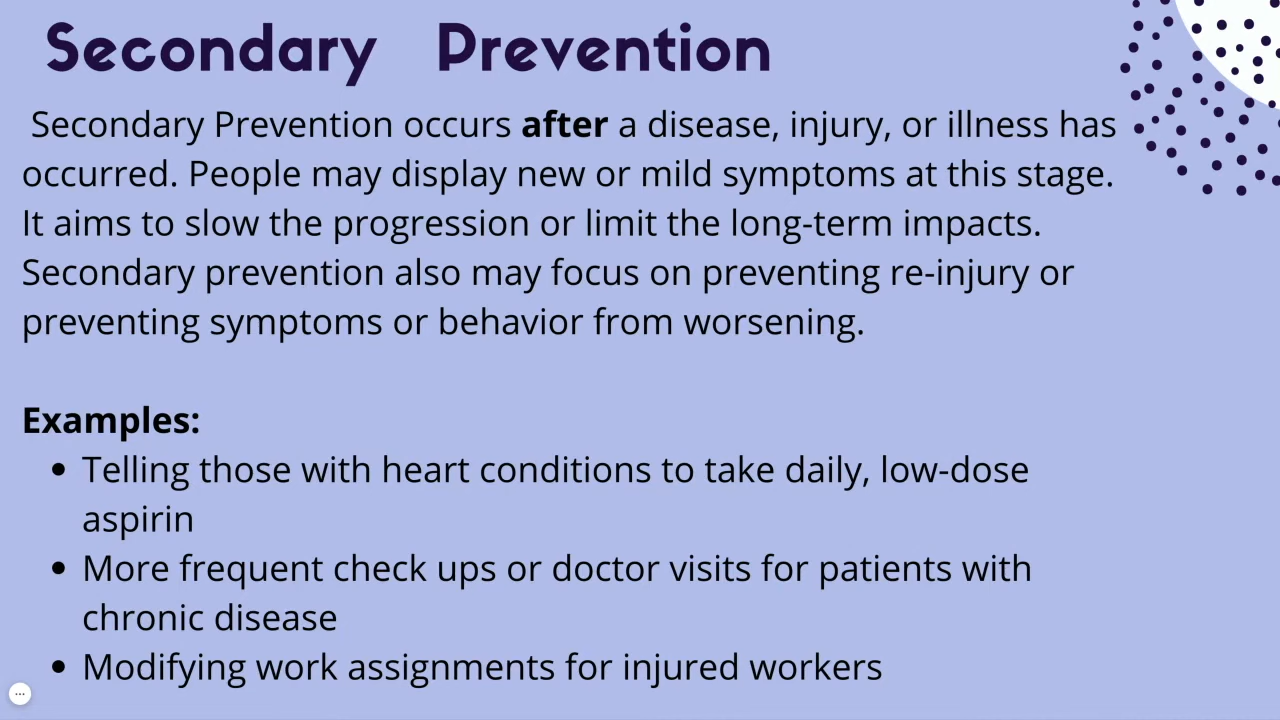 Secondary Prevention
Secondary Prevention occurs after a disease, injury, or illness has
occurred. People may display new or mild symptoms at this stage.
It aims to slow the progression or limit the long-term impacts.
Secondary prevention also may focus on preventing re-injury or
preventing symptoms or behavior from worsening.
Examples:
• Telling those with heart conditions to take daily, low-dose
aspirin
• More frequent check ups or doctor visits for patients with
chronic disease
• Modifying work assignments for injured workers